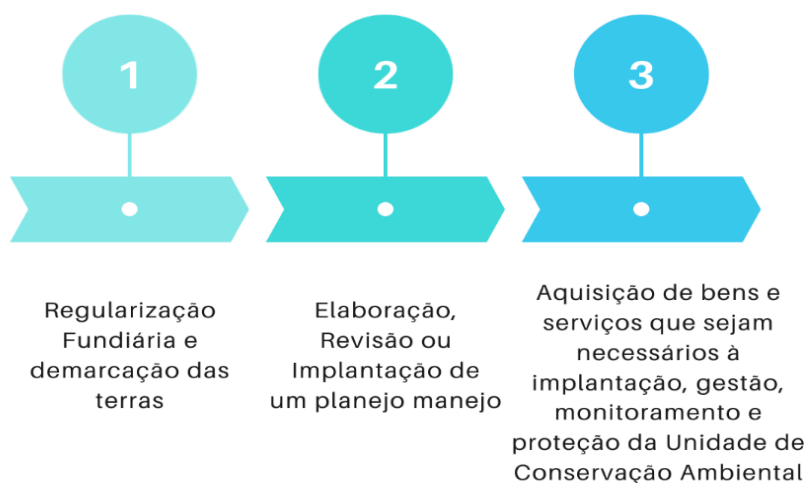 1
2
3
Regularização
Fundiária e
demarcação das
terras
Elaboração,
Revisão ou
Implantação de
um planejo manejo
Aquisição de bens e
serviços que sejam
necessários à
implantação, gestão,
monitoramento e
proteção da Unidade de
Conservação Ambiental